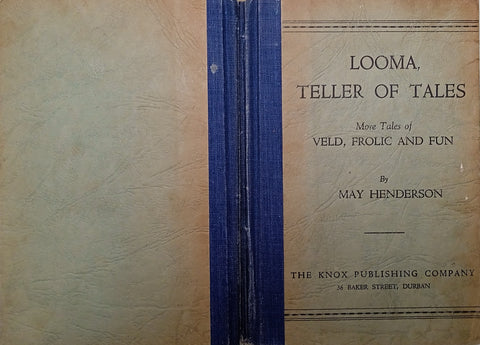 LOOMA,
TELLER OF TALES
More Tales of
VELD, FROLIC AND FUN
By
MAY HENDERSON
THE KNOX PUBLISHING COMPANY
36 BAKER STREET, DURBAN